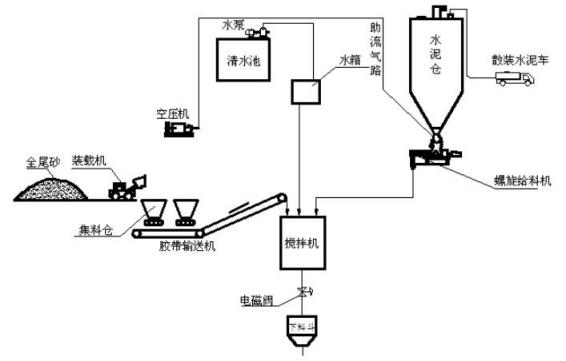 水泵
清水池
水箱
助流气路
水泥仓
散装水泥车
空压机
全尾砂
装载机
螺旋给料机
集料仓
胶带输送机
搅拌机
电磁阀
下料斗